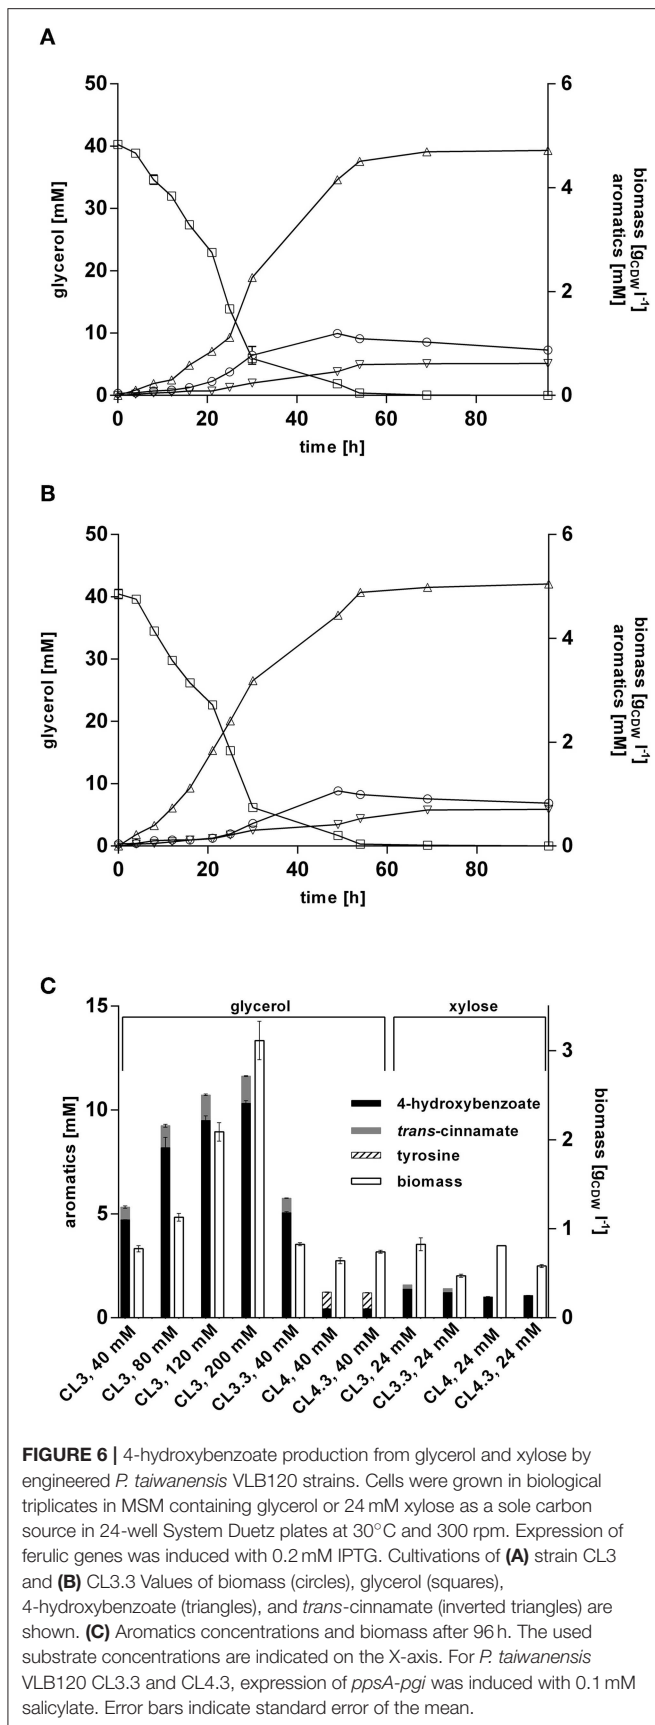 A
60
50
40
30
20
10
0
glycerol [mM]
6
4
2
0
biomass [gCDW l-1]
aromatics [mM]
0
20
40
60
80
time [h]
B
50
40
30
20
10
0
glycerol [mM]
6
4
2
0
biomass [gCDW l-1]
aromatics [mM]
0
20
40
60
80
time [h]
C
glycerol
xylose
15
10
5
0
aromatics [mM]
3
2
1
0
biomass [gCDW l-1]
4-hydroxybenzoate
trans-cinnamate
tyrosine
biomass
CL3, 40 mM
CL3, 80 mM
CL3, 120 mM
CL3, 200 mM
CL3.3, 40 mM
CL4, 40 mM
CL4.3, 40 mM
CL3, 24 mM
CL3.3, 24 mM
CL4, 24 mM
CL4.3, 24 mM
FIGURE 6 | 4-hydroxybenzoate production from glycerol and xylose by
engineered P. taiwanensis VLB120 strains. Cells were grown in biological
triplicates in MSM containing glycerol or 24 mM xylose as a sole carbon
source in 24-well System Duetz plates at 30°C and 300 rpm. Expression of
ferulic genes was induced with 0.2 mM IPTG. Cultivations of (A) strain CL3
and (B) CL3.3 Values of biomass (circles), glycerol (squares),
4-hydroxybenzoate (triangles), and trans-cinnamate (inverted triangles) are
shown. (C) Aromatics concentrations and biomass after 96 h. The used
substrate concentrations are indicated on the X-axis. For P. taiwanensis
VLB120 CL3.3 and CL4.3, expression of ppsA-pgi was induced with 0.1 mM
salicylate. Error bars indicate standard error of the mean.